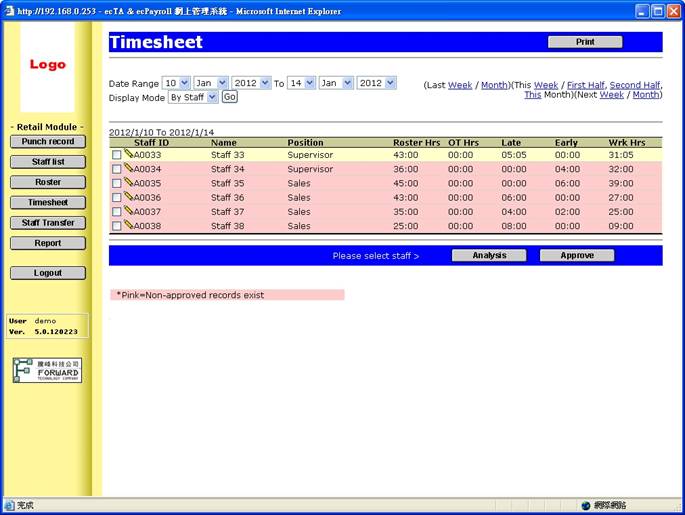 http://192.168.0.253 - ecTA & ecPayroll 網上管理系統 - Microsoft Internet Explorer
Logo
Timesheet
Print
Date Range 10 Jan 2012 To 14 Jan 2012
(Last Week / Month)(This Week / First Half, Second Half,
This Month)(Next Week / Month)
Display Mode By Staff Go
- Retail Module -
Punch record
Staff list
Roster
Timesheet
Staff Transfer
Report
Logout
2012/1/10 To 2012/1/14
Staff ID Name Position Roster Hrs OT Hrs Late Early Wrk Hrs
A0033 Staff 33 Supervisor 43:00 00:00 05:05 00:00 31:05
A0034 Staff 34 Supervisor 36:00 00:00 00:00 04:00 32:00
A0035 Staff 35 Sales 45:00 00:00 00:00 06:00 39:00
A0036 Staff 36 Sales 43:00 00:00 06:00 00:00 27:00
A0037 Staff 37 Sales 35:00 00:00 04:00 02:00 25:00
A0038 Staff 38 Sales 25:00 00:00 08:00 00:00 09:00
Please select staff > Analysis Approve
*Pink=Non-approved records exist
User demo
Ver. 5.0.120223
騰峰科技公司
FORWARD
TECHNOLOGY COMPANY
完成
網際網路